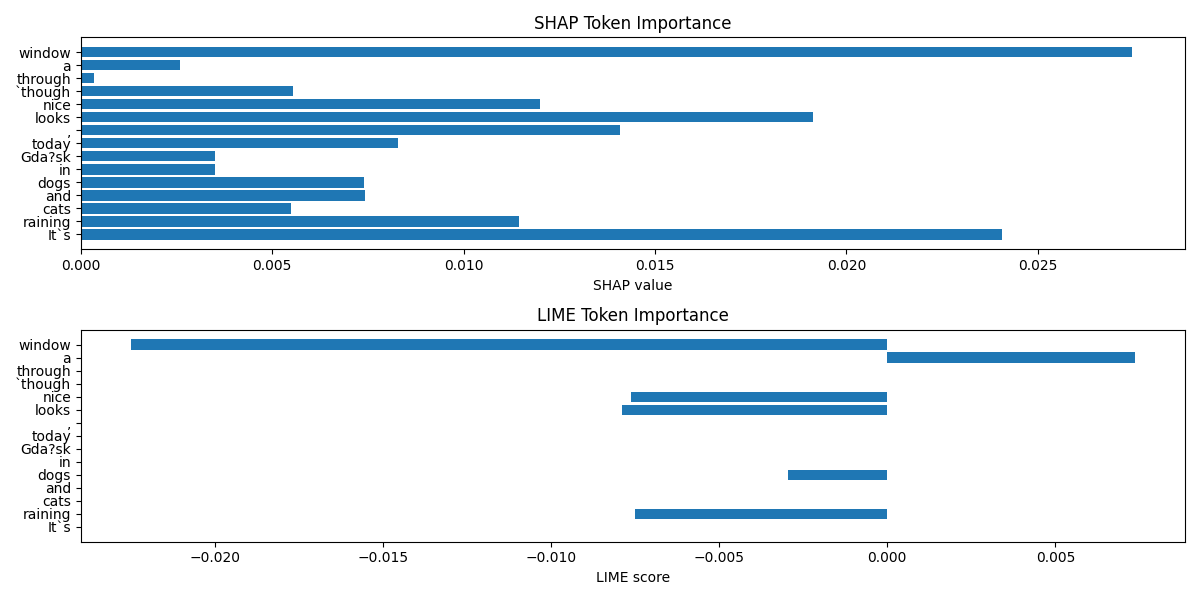 SHAP Token Importance
window
a
through
`though
nice
looks
,
today
Gda?sk
in
dogs
and
cats
raining
It`s
0.000 0.005 0.010 0.015 0.020 0.025
SHAP value
LIME Token Importance
window
a
through
`though
nice
looks
,
today
Gda?sk
in
dogs
and
cats
raining
It`s
−0.020 −0.015 −0.010 −0.005 0.000 0.005
LIME score